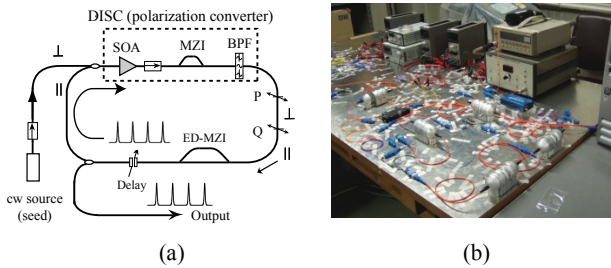 DISC (polarization converter)
SOA
MZI
BPF
⊥
||
P
⊥
Q
||
ED-MZI
Delay
cw source
(seed)
Output
(a)
(b)